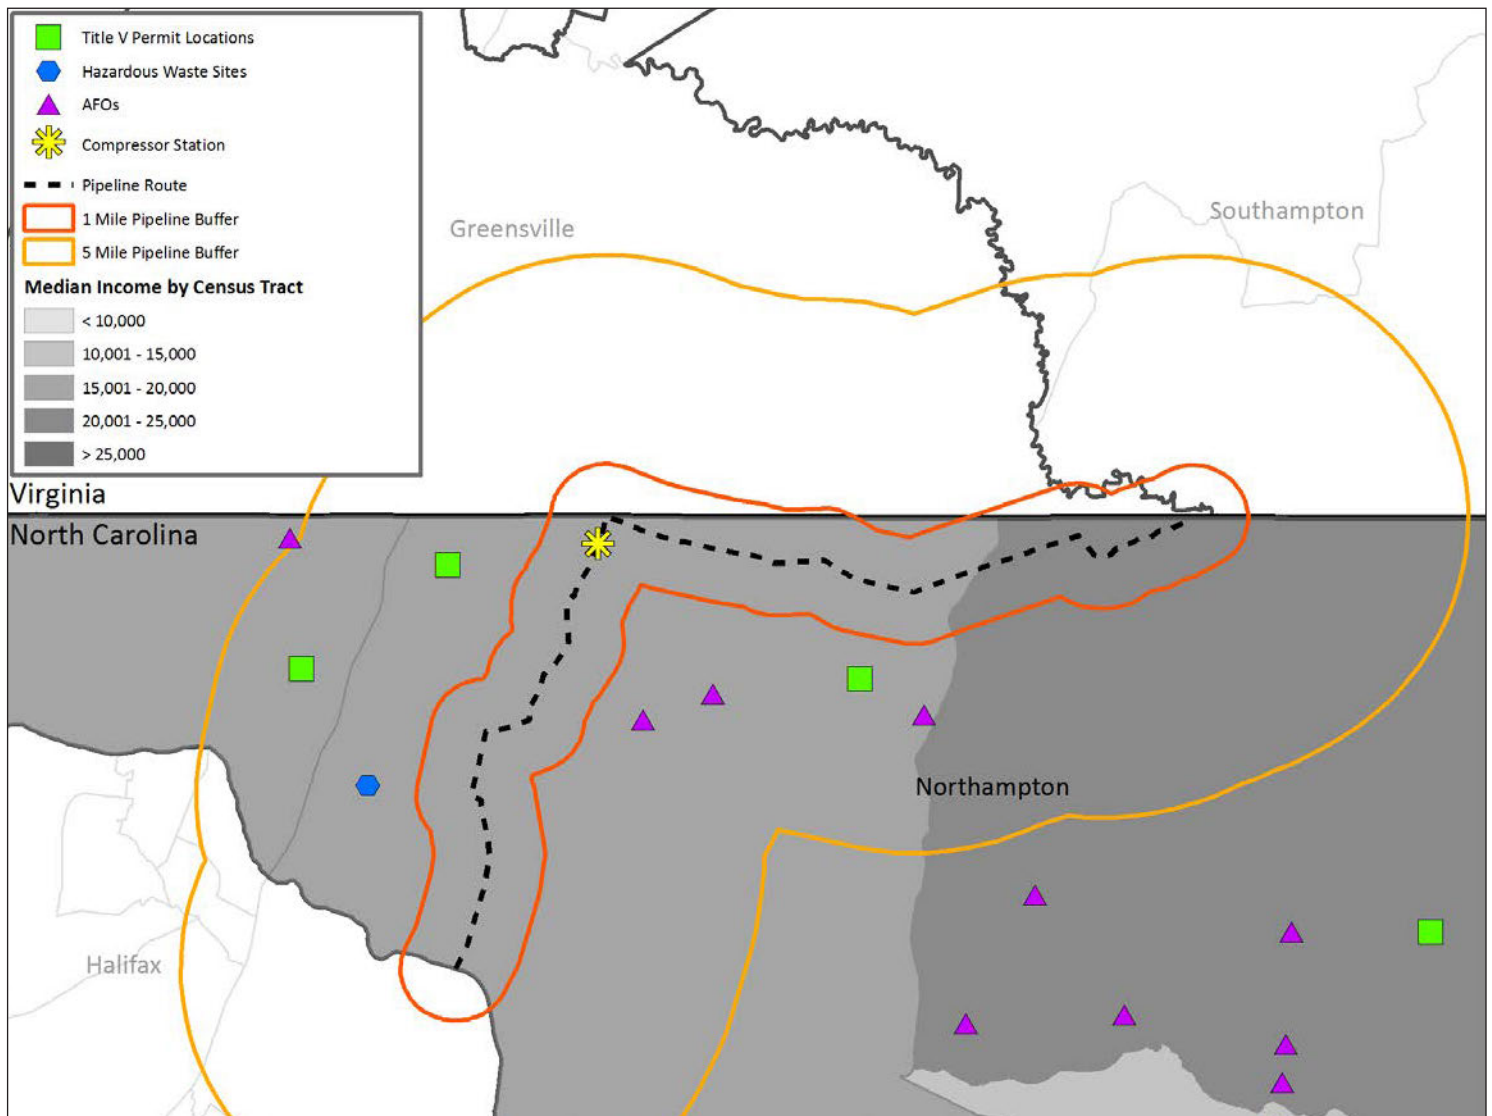 Title V Permit Locations
Hazardous Waste Sites
AFOs
Compressor Station
Pipeline Route
1 Mile Pipeline Buffer
5 Mile Pipeline Buffer
Median Income by Census Tract
< 10,000
10,001 - 15,000
15,001 - 20,000
20,001 - 25,000
> 25,000
Greensville
Southampton
Virginia
North Carolina
Northampton
Halifax